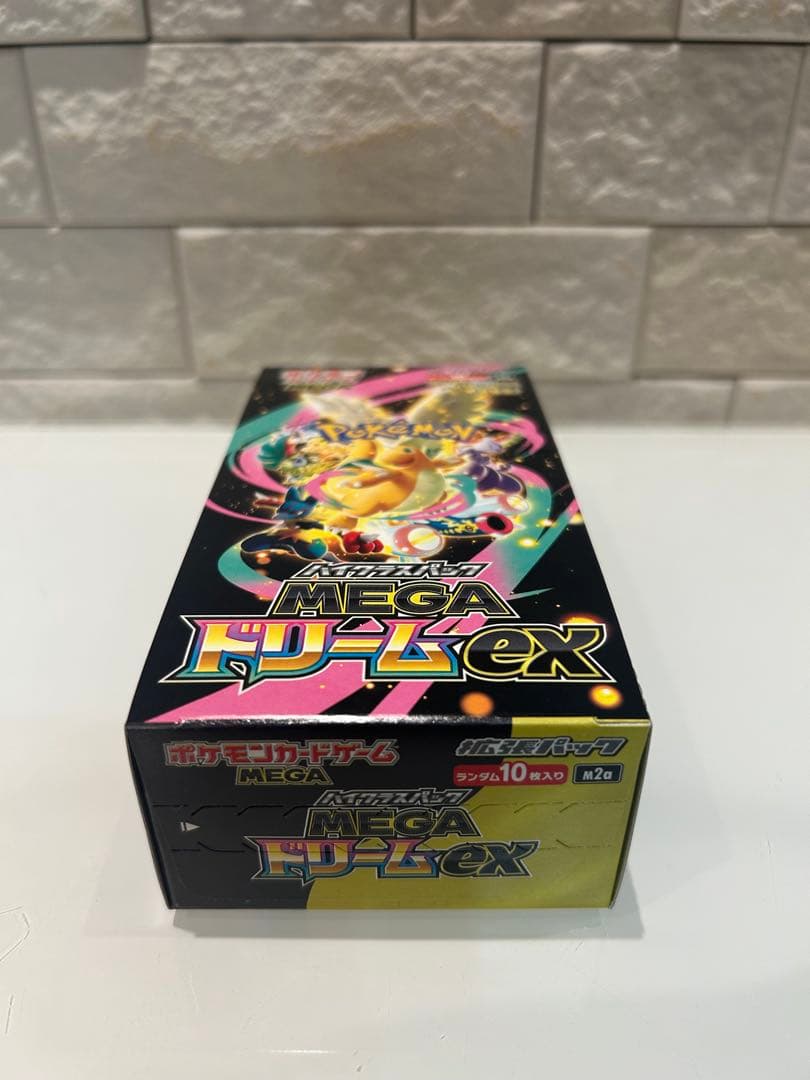 POKÉMON
ハイクラスパック
MEGA
ドリームex
ポケモンカードゲーム
MEGA
拡張パック
ランダム10枚入り
M2a
ハイクラスパック
MEGA
ドリームex